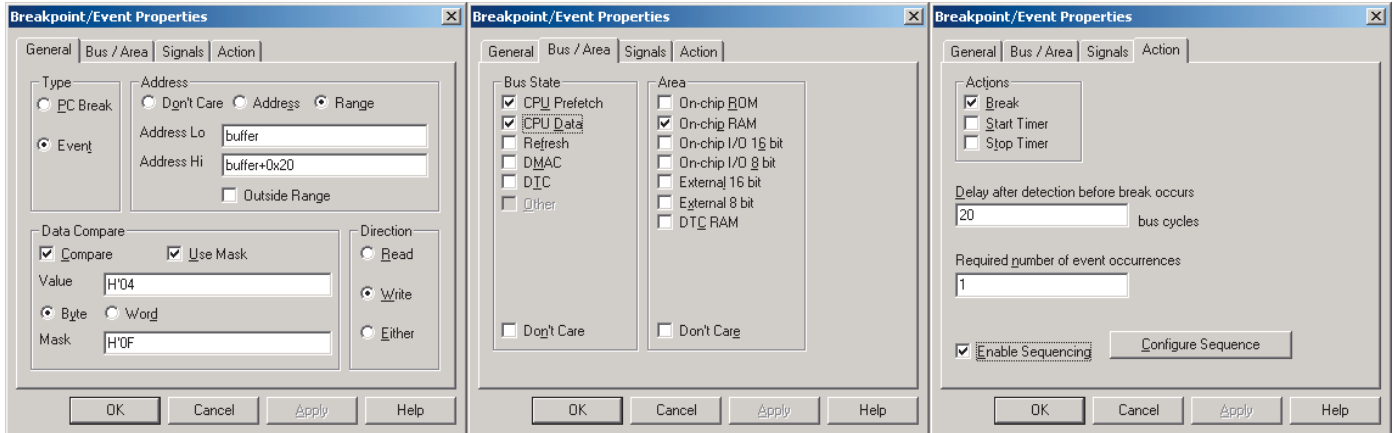 Breakpoint/Event Properties
General Bus / Area Signals Action
Type
PC Break
Event
Address
Don't Care Address Range
Address Lo buffer
Address Hi buffer+0x20
Outside Range
Data Compare
Compare Use Mask
Value H'04
Byte Word
Mask H'0F
Direction
Read
Write
Either
OK Cancel Apply Help
Breakpoint/Event Properties
General Bus / Area Signals Action
Bus State
CPU Prefetch
CPU Data
Refresh
DMAC
DTC
Other
Don't Care
Area
On-chip ROM
On-chip RAM
On-chip I/O 16 bit
On-chip I/O 8 bit
External 16 bit
External 8 bit
DTC RAM
Don't Care
OK Cancel Apply Help
Breakpoint/Event Properties
General Bus / Area Signals Action
Actions
Break
Start Timer
Stop Timer
Delay after detection before break occurs
20 bus cycles
Required number of event occurrences
1
Enable Sequencing Configure Sequence
OK Cancel Apply Help